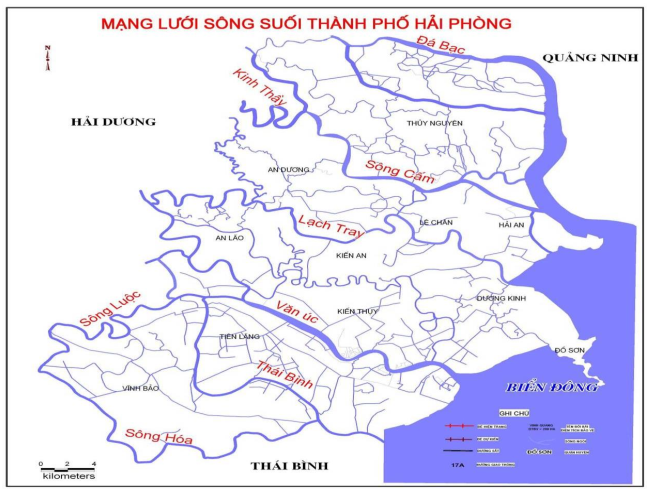 MẠNG LƯỚI SÔNG SUỐI THÀNH PHỐ HẢI PHÒNG
N
Đá Bạc
QUẢNG NINH
Kinh Thầy
HẢI DƯƠNG
THỦY NGUYÊN
AN DƯƠNG
Sông Cấm
Lạch Tray
LÊ CHÂN
HẢI AN
AN LÃO
KIẾN AN
Sông Luộc
Văn úc
KIẾN THỤY
DƯƠNG KINH
TIÊN LÃNG
ĐỒ SƠN
Thái Bình
VĨNH BẢO
BIỂN ĐÔNG
GHI CHÚ
Sông Hóa
17A
ĐỒ SƠN
0 2 4
kilometers
THÁI BÌNH